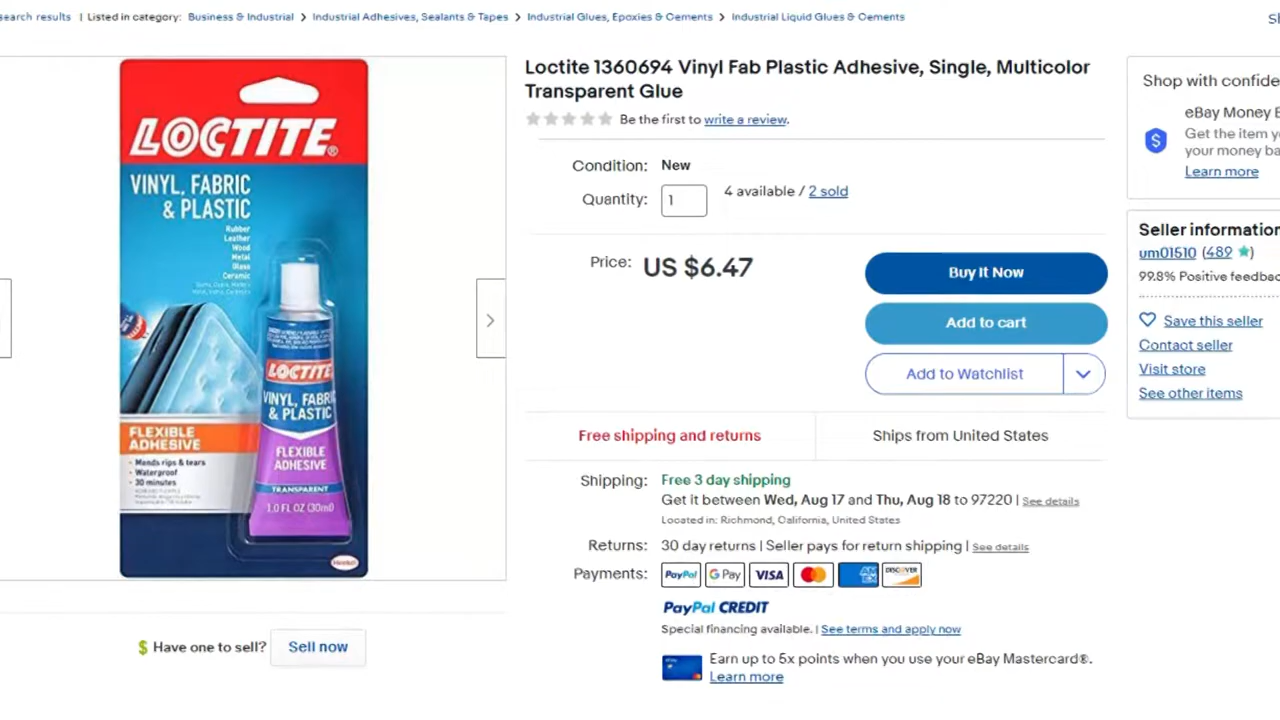 search results | Listed in category: Business & Industrial > Industrial Adhesives, Sealants & Tapes > Industrial Glues, Epoxies & Cements > Industrial Liquid Glues & Cements
LOCTITE®
VINYL, FABRIC
& PLASTIC
Rubber
Leather
Wood
Metal
Glass
Ceramic
FLEXIBLE
ADHESIVE
• Mends rips & tears
• Waterproof
• 30 minutes
LOCTITE
VINYL, FABRI
& PLASTIC
FLEXIBLE
ADHESIVE
TRANSPARENT
1.0 FL OZ (30ml)
Henkel
$ Have one to sell? Sell now
Loctite 1360694 Vinyl Fab Plastic Adhesive, Single, Multicolor
Transparent Glue
Be the first to write a review.
Condition: New
Quantity: 1 4 available / 2 sold
Price: US $6.47
Buy It Now
Add to cart
Add to Watchlist
Free shipping and returns Ships from United States
Shipping: Free 3 day shipping
Get it between Wed, Aug 17 and Thu, Aug 18 to 97220 | See details
Located in: Richmond, California, United States
Returns: 30 day returns | Seller pays for return shipping | See details
Payments: PayPal G Pay VISA AM EX DISCOVER
PayPal CREDIT
Special financing available. | See terms and apply now
Earn up to 5x points when you use your eBay Mastercard®.
Learn more
Sh
Shop with confide
eBay Money B
Get the item yo
your money ba
Learn more
Seller information
um01510 (489 ★)
99.8% Positive feedbac
Save this seller
Contact seller
Visit store
See other items